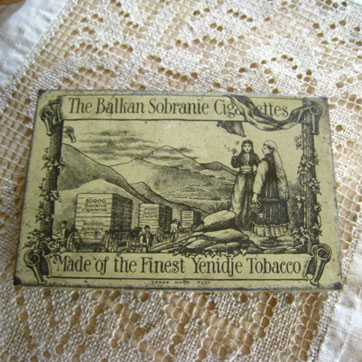 The Balkan Sobranie Cigarettes
Made of the Finest Yenidje Tobacco